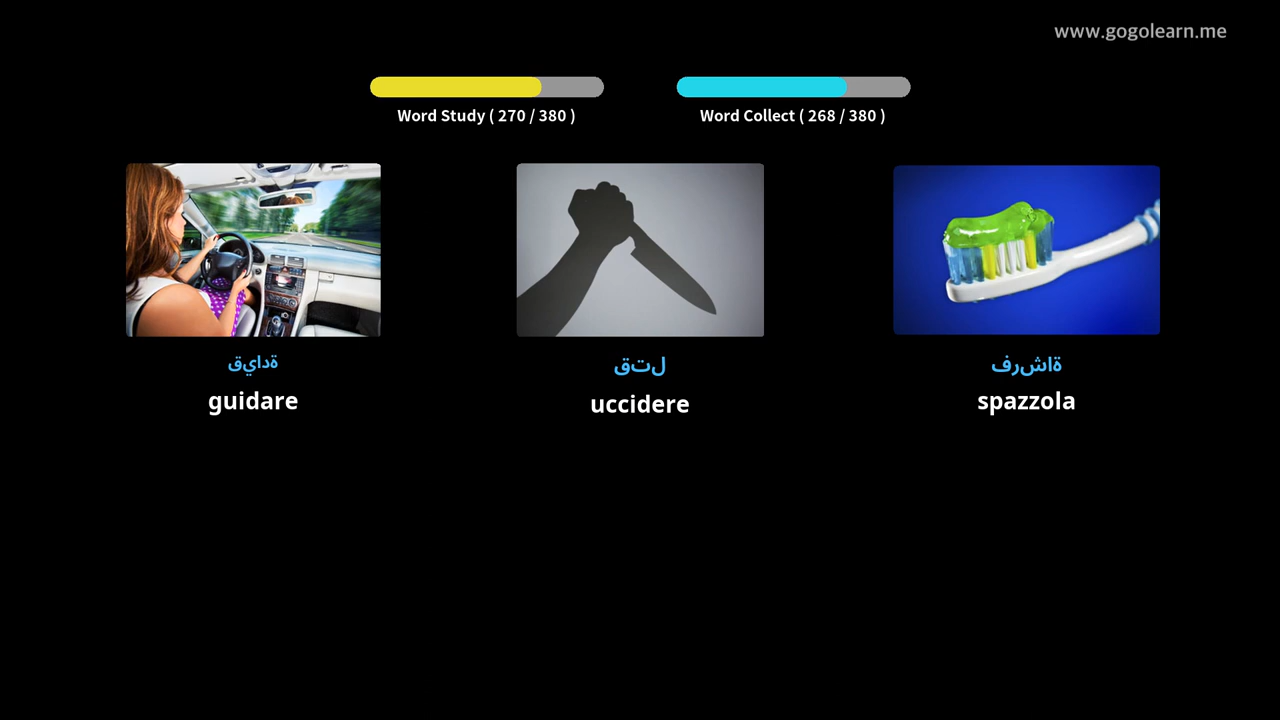 www.gogolearn.me
Word Study ( 270 / 380 )
Word Collect ( 268 / 380 )
ةدايق
guidare
لتق
uccidere
ةاشرف
spazzola